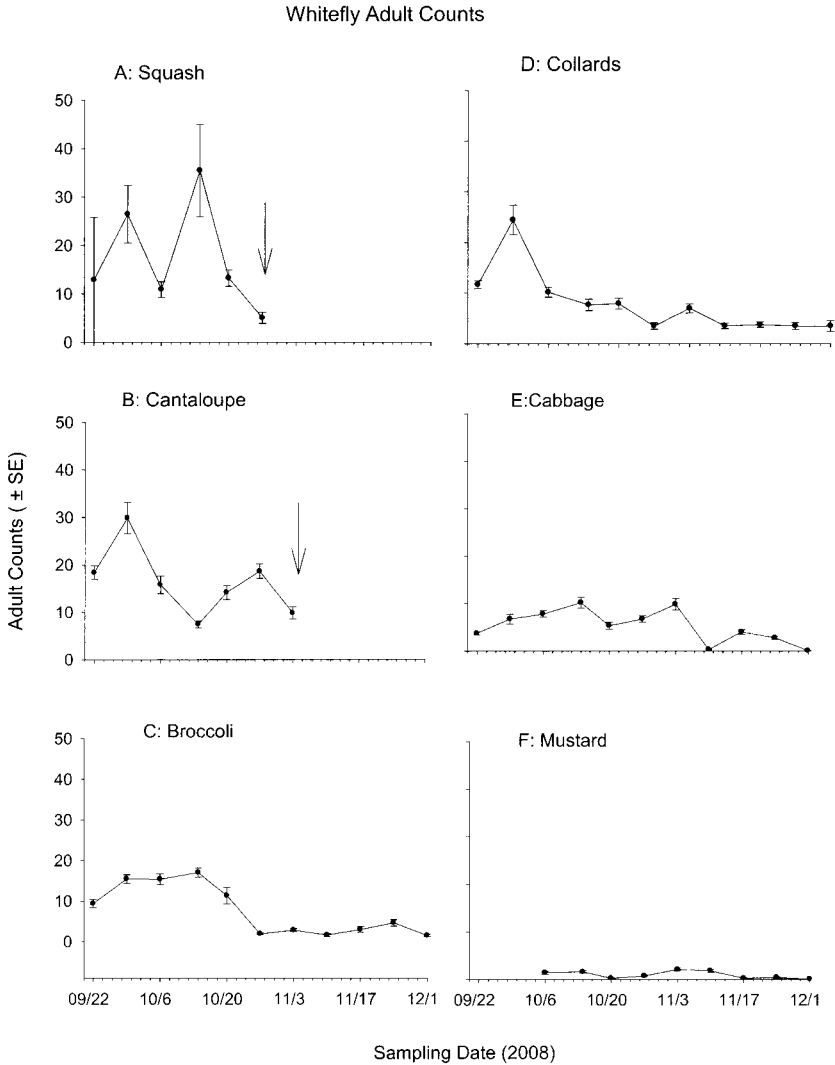 Whitefly Adult Counts
A: Squash
50
40
30
20
10
0
D: Collards
B: Cantaloupe
50
40
30
20
10
0
E:Cabbage
Adult Counts ( ± SE)
C: Broccoli
50
40
30
20
10
0
09/22 10/6 10/20 11/3 11/17 12/1
F: Mustard
09/22 10/6 10/20 11/3 11/17 12/1
Sampling Date (2008)